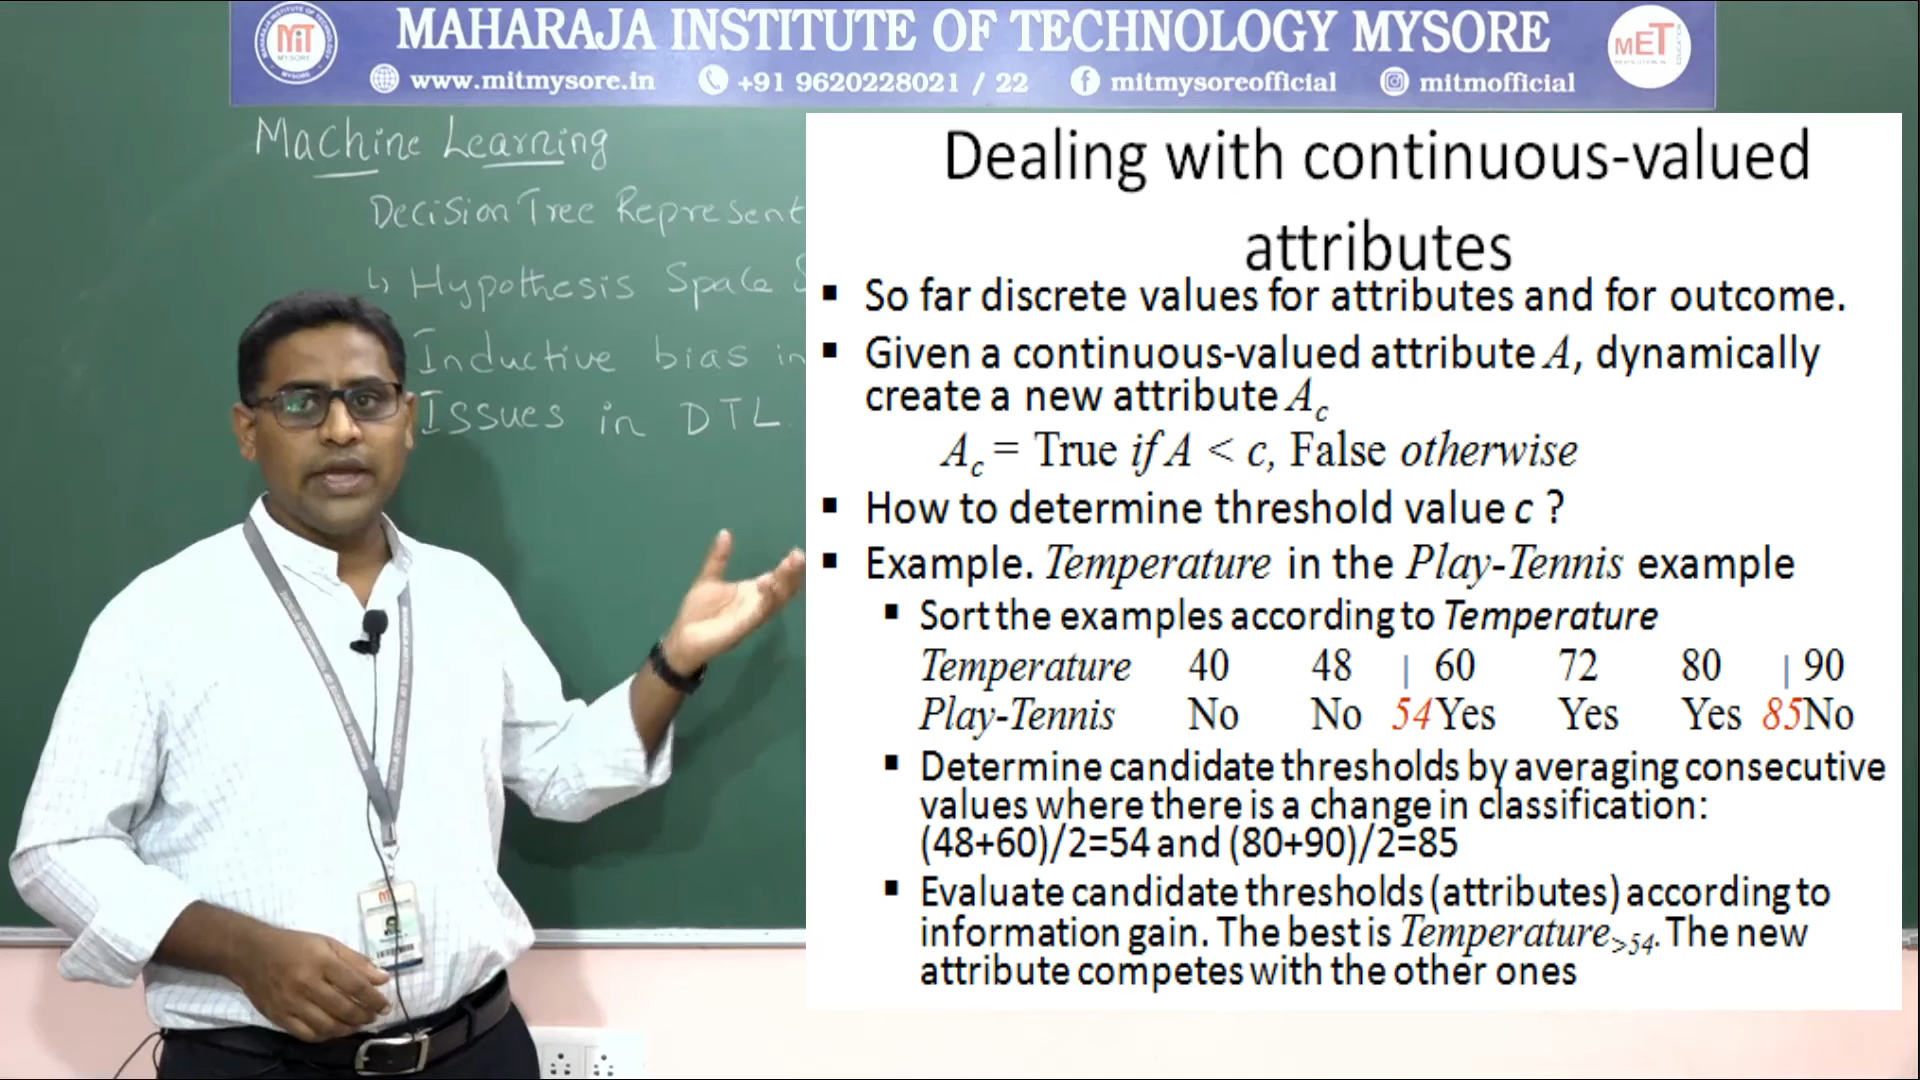 MAHARAJA INSTITUTE OF TECHNOLOGY MYSORE
www.mitmysore.in +91 9620228021 / 22 mitmysoreofficial mitmofficial
MiT
MYSORE
MET
Machine Learning
Decision Tree Represent
↳ Hypothesis Space S
Inductive bias in
Issues in DTL.
Dealing with continuous-valued
attributes
▪ So far discrete values for attributes and for outcome.
▪ Given a continuous-valued attribute A, dynamically
create a new attribute Ac
Ac = True if A < c, False otherwise
▪ How to determine threshold value c ?
▪ Example. Temperature in the Play-Tennis example
▪ Sort the examples according to Temperature
Temperature 40 48 | 60 72 80 | 90
Play-Tennis No No 54 Yes Yes Yes 85 No
▪ Determine candidate thresholds by averaging consecutive
values where there is a change in classification:
(48+60)/2=54 and (80+90)/2=85
▪ Evaluate candidate thresholds (attributes) according to
information gain. The best is Temperature>54. The new
attribute competes with the other ones